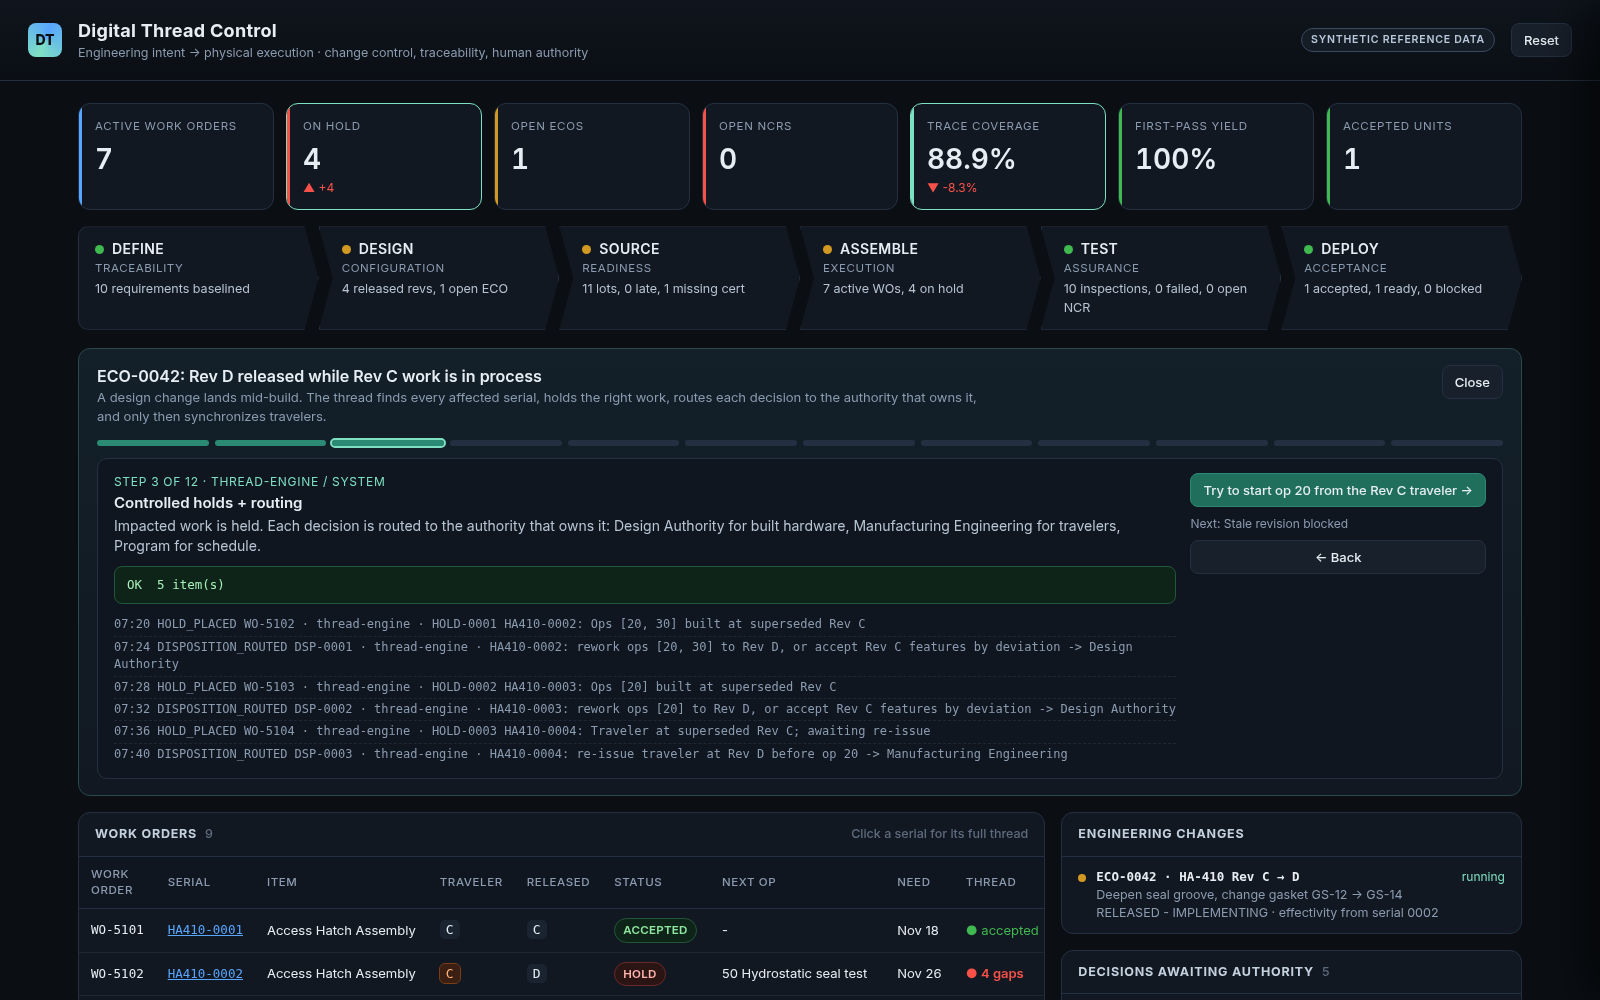 DT
Digital Thread Control
Engineering intent → physical execution · change control, traceability, human authority
SYNTHETIC REFERENCE DATA
Reset
ACTIVE WORK ORDERS
7
ON HOLD
4
▲ +4
OPEN ECOS
1
OPEN NCRS
0
TRACE COVERAGE
88.9%
▼ -8.3%
FIRST-PASS YIELD
100%
ACCEPTED UNITS
1
DEFINE
TRACEABILITY
10 requirements baselined
DESIGN
CONFIGURATION
4 released revs, 1 open ECO
SOURCE
READINESS
11 lots, 0 late, 1 missing cert
ASSEMBLE
EXECUTION
7 active WOs, 4 on hold
TEST
ASSURANCE
10 inspections, 0 failed, 0 open
NCR
DEPLOY
ACCEPTANCE
1 accepted, 1 ready, 0 blocked
ECO-0042: Rev D released while Rev C work is in process
A design change lands mid-build. The thread finds every affected serial, holds the right work, routes each decision to the authority that owns it,
and only then synchronizes travelers.
Close
STEP 3 OF 12 · THREAD-ENGINE / SYSTEM
Controlled holds + routing
Impacted work is held. Each decision is routed to the authority that owns it: Design Authority for built hardware, Manufacturing Engineering for travelers,
Program for schedule.
OK  5 item(s)
07:20 HOLD_PLACED WO-5102 · thread-engine · HOLD-0001 HA410-0002: Ops [20, 30] built at superseded Rev C
07:24 DISPOSITION_ROUTED DSP-0001 · thread-engine · HA410-0002: rework ops [20, 30] to Rev D, or accept Rev C features by deviation -> Design
Authority
07:28 HOLD_PLACED WO-5103 · thread-engine · HOLD-0002 HA410-0003: Ops [20] built at superseded Rev C
07:32 DISPOSITION_ROUTED DSP-0002 · thread-engine · HA410-0003: rework ops [20] to Rev D, or accept Rev C features by deviation -> Design Authority
07:36 HOLD_PLACED WO-5104 · thread-engine · HOLD-0003 HA410-0004: Traveler at superseded Rev C; awaiting re-issue
07:40 DISPOSITION_ROUTED DSP-0003 · thread-engine · HA410-0004: re-issue traveler at Rev D before op 20 -> Manufacturing Engineering
Try to start op 20 from the Rev C traveler →
Next: Stale revision blocked
← Back
WORK ORDERS 9
Click a serial for its full thread
WORK ORDER SERIAL ITEM TRAVELER RELEASED STATUS NEXT OP NEED THREAD
WO-5101 HA410-0001 Access Hatch Assembly C C ACCEPTED - Nov 18 accepted
WO-5102 HA410-0002 Access Hatch Assembly C D HOLD 50 Hydrostatic seal test Nov 26 4 gaps
ENGINEERING CHANGES
ECO-0042 · HA-410 Rev C → D running
Deepen seal groove, change gasket GS-12 → GS-14
RELEASED - IMPLEMENTING · effectivity from serial 0002
DECISIONS AWAITING AUTHORITY 5